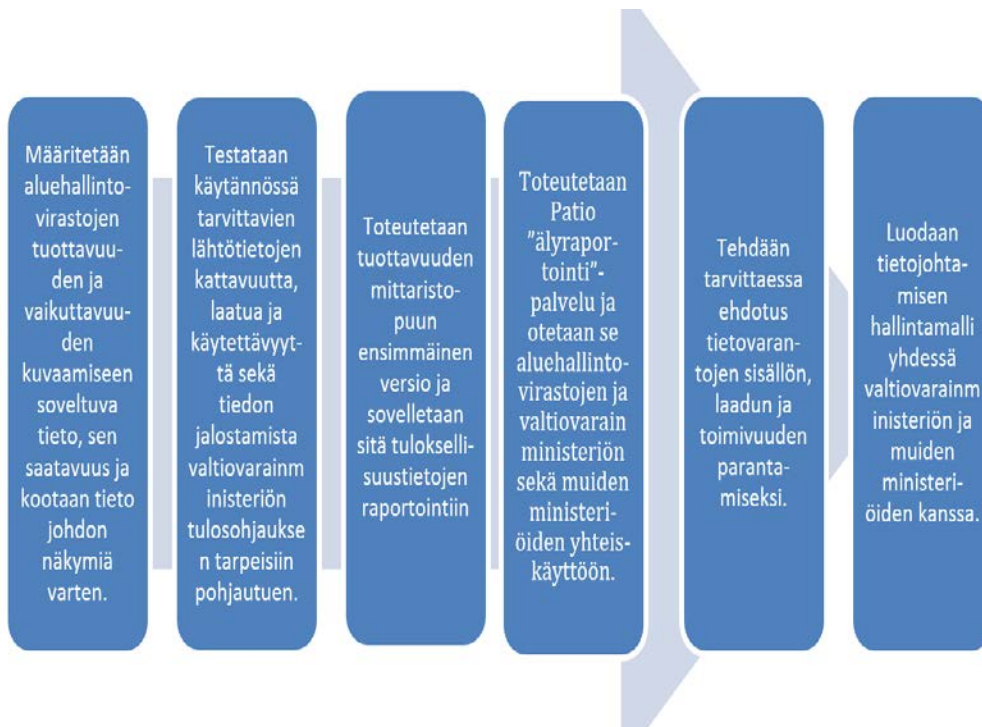 Määritetään
aluehallinto-
virastojen
tuottavuu-
den ja
vaikuttavuu-
den
kuvaamiseen
soveltuva
tieto, sen
saatavuus ja
kootaan tieto
johdon
näkymiä
varten.
Testataan
käytännössä
tarvittavien
lähtötietojen
kattavuutta,
laatua ja
käytettävyyt-
tä sekä
tiedon
jalostamista
valtiovarainm
inisteriön
tulosohjaukse
n tarpeisiin
pohjautuen.
Toteutetaan
tuottavuuden
mittaristo-
puun
ensimmäinen
versio ja
sovelletaan
sitä tulokselli-
suustietojen
raportointiin
Toteutetaan
Patio
"älyrapor-
tointi"-
palvelu ja
otetaan se
aluehallinto-
virastojen ja
valtiovarain
ministeriön
sekä muiden
ministeri-
öiden yhteis-
käyttöön.
Tehdään
tarvittaessa
ehdotus
tietovaran-
tojen sisällön,
laadun ja
toimivuuden
paranta-
miseksi.
Luodaan
tietojohta-
misen
hallintamalli
yhdessä
valtiovarainm
inisteriön ja
muiden
ministeri-
öiden kanssa.